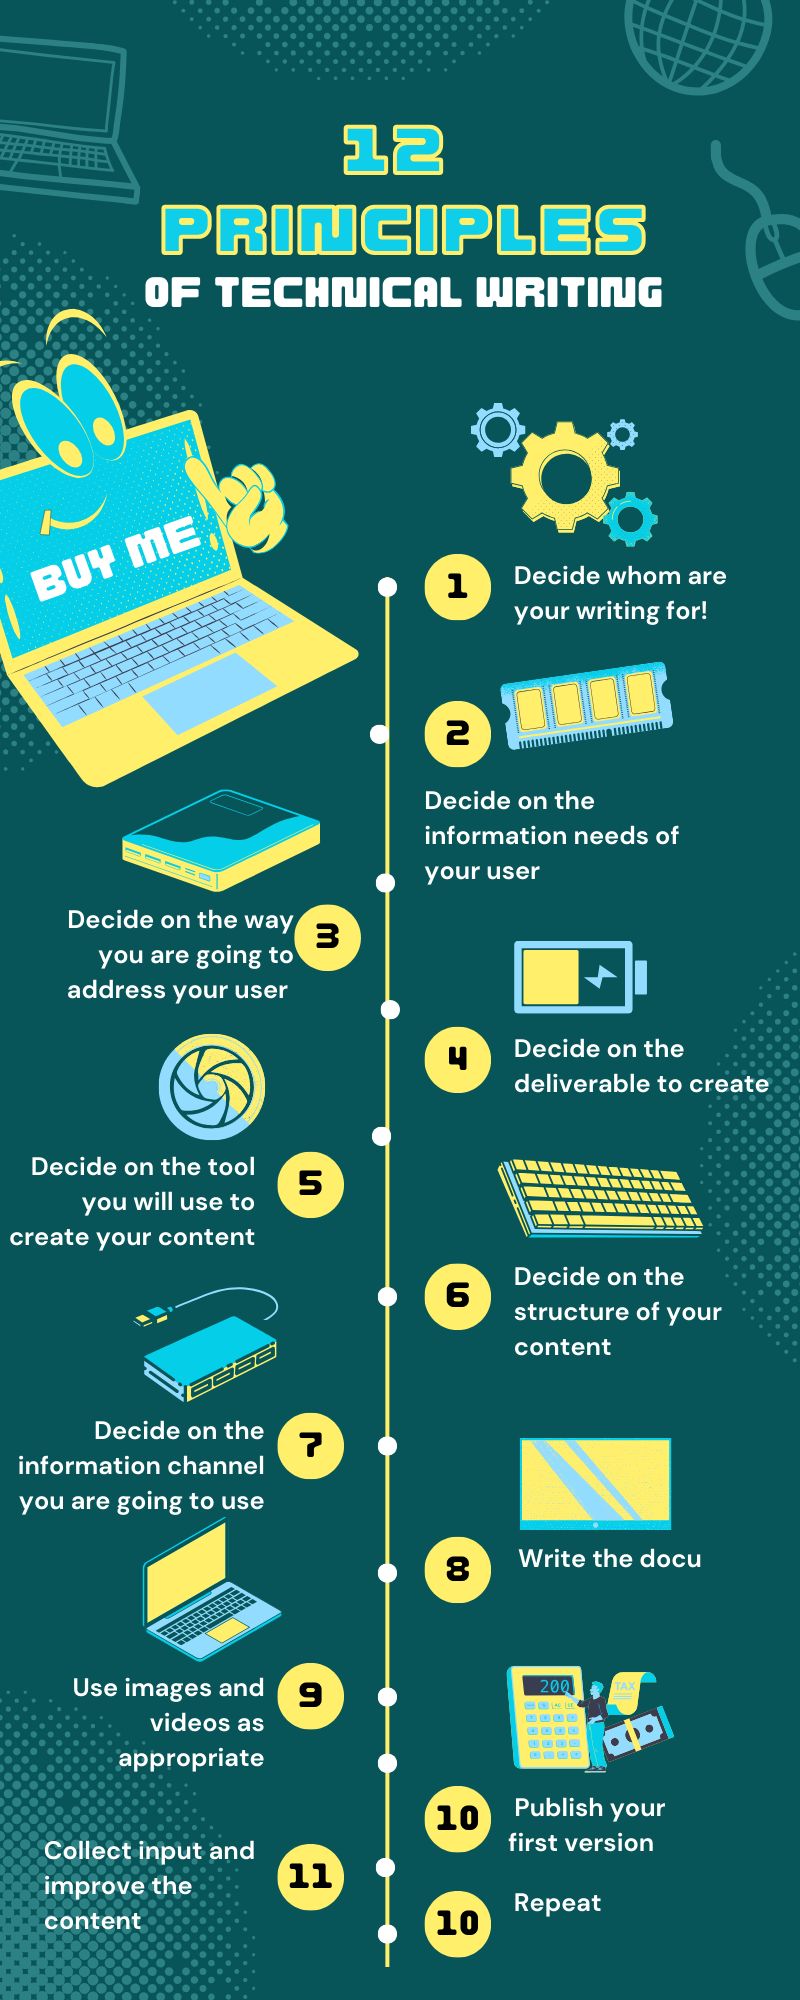 12
PRINCIPLES
OF TECHNICAL WRITING
BUY ME
1
Decide whom are
your writing for!
2
Decide on the
information needs of
your user
3
Decide on the way
you are going to
address your user
4
Decide on the
deliverable to create
5
Decide on the tool
you will use to
create your content
6
Decide on the
structure of your
content
7
Decide on the
information channel
you are going to use
8
Write the docu
9
Use images and
videos as
appropriate
200
TAX
10
Publish your
first version
11
Collect input and
improve the
content
10
Repeat